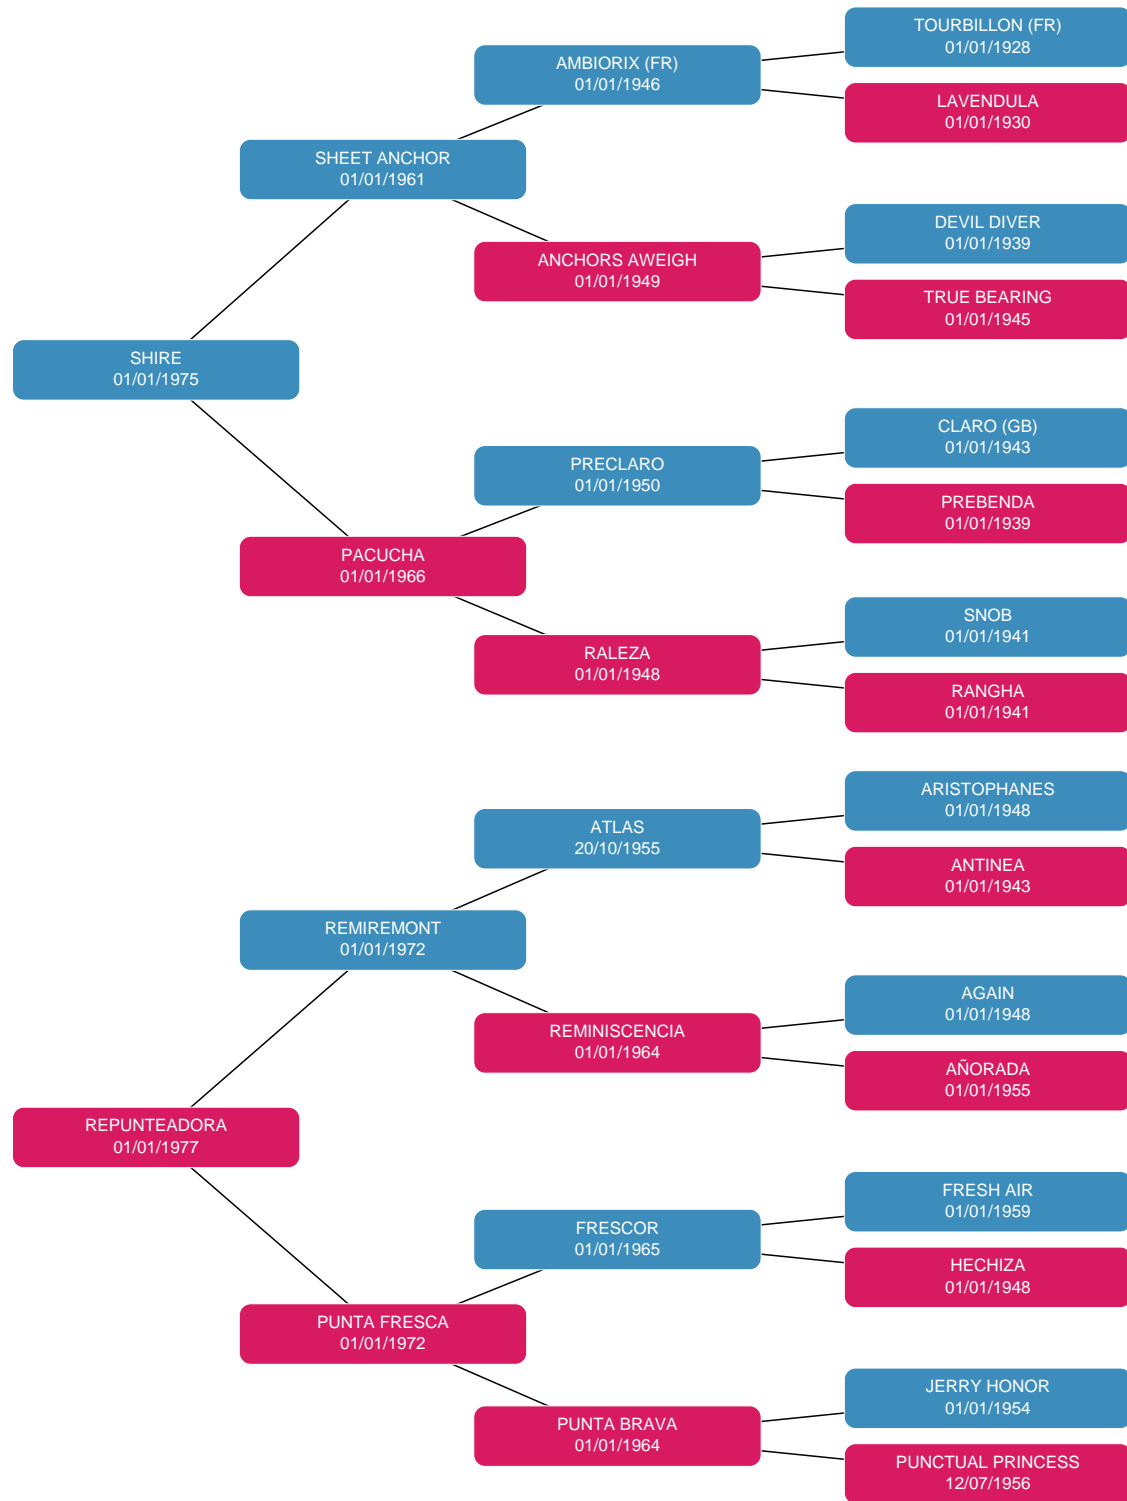 TOURBILLON (FR)
01/01/1928
AMBIORIX (FR)
01/01/1946
LAVENDULA
01/01/1930
SHEET ANCHOR
01/01/1961
DEVIL DIVER
01/01/1939
ANCHORS AWEIGH
01/01/1949
TRUE BEARING
01/01/1945
SHIRE
01/01/1975
CLARO (GB)
01/01/1943
PRECLARO
01/01/1950
PREBENDA
01/01/1939
PACUCHA
01/01/1966
SNOB
01/01/1941
RALEZA
01/01/1948
RANGHA
01/01/1941
ARISTOPHANES
01/01/1948
ATLAS
20/10/1955
ANTINEA
01/01/1943
REMIREMONT
01/01/1972
AGAIN
01/01/1948
REMINISCENCIA
01/01/1964
AÑORADA
01/01/1955
REPUNTEADORA
01/01/1977
FRESH AIR
01/01/1959
FRESCOR
01/01/1965
HECHIZA
01/01/1948
PUNTA FRESCA
01/01/1972
JERRY HONOR
01/01/1954
PUNTA BRAVA
01/01/1964
PUNCTUAL PRINCESS
12/07/1956